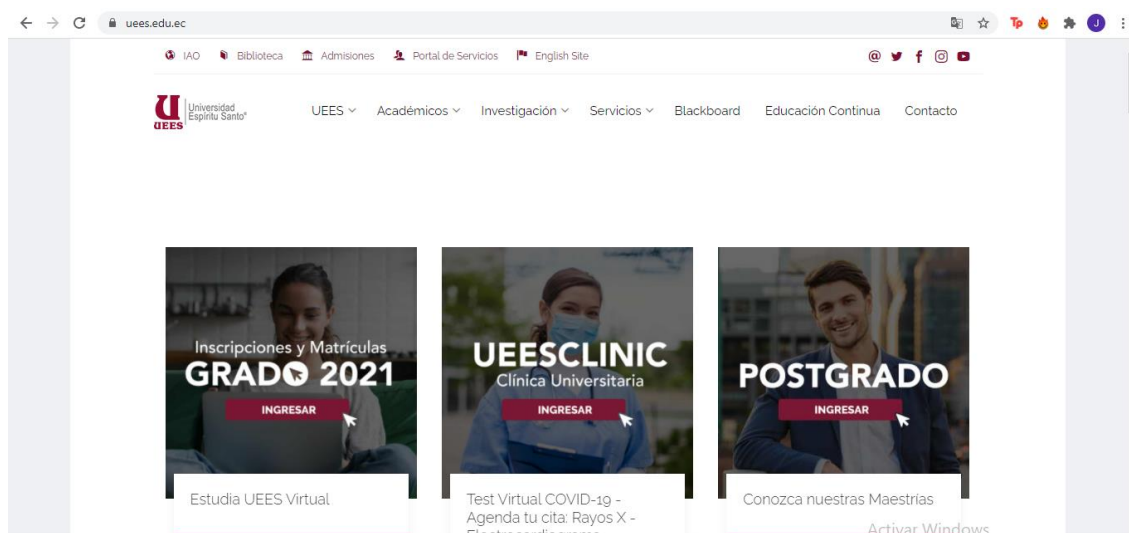 uees.edu.ec
Tp
J
IAO Biblioteca Admisiones Portal de Servicios English Site
UEES
Universidad
Espíritu Santo
UEES Académicos Investigación Servicios Blackboard Educación Continua Contacto
Inscripciones y Matrículas
GRADO 2021
INGRESAR
Estudia UEES Virtual
UEESCLINIC
Clínica Universitaria
INGRESAR
Test Virtual COVID-19 -
Agenda tu cita: Rayos X -
POSTGRADO
INGRESAR
Conozca nuestras Maestrías
Activar Windows